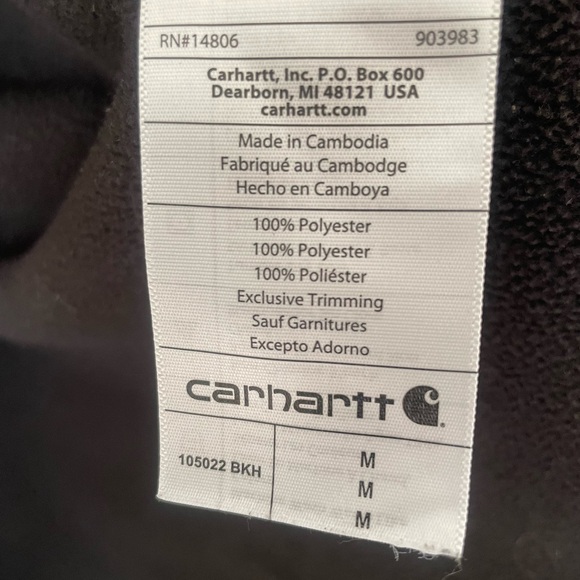 RN#14806 903983
Carhartt, Inc. P.O. Box 600
Dearborn, MI 48121 USA
carhartt.com
Made in Cambodia
Fabriqué au Cambodge
Hecho en Camboya
100% Polyester
100% Polyester
100% Poliéster
Exclusive Trimming
Sauf Garnitures
Excepto Adorno
carhartt
105022 BKH M
M
M